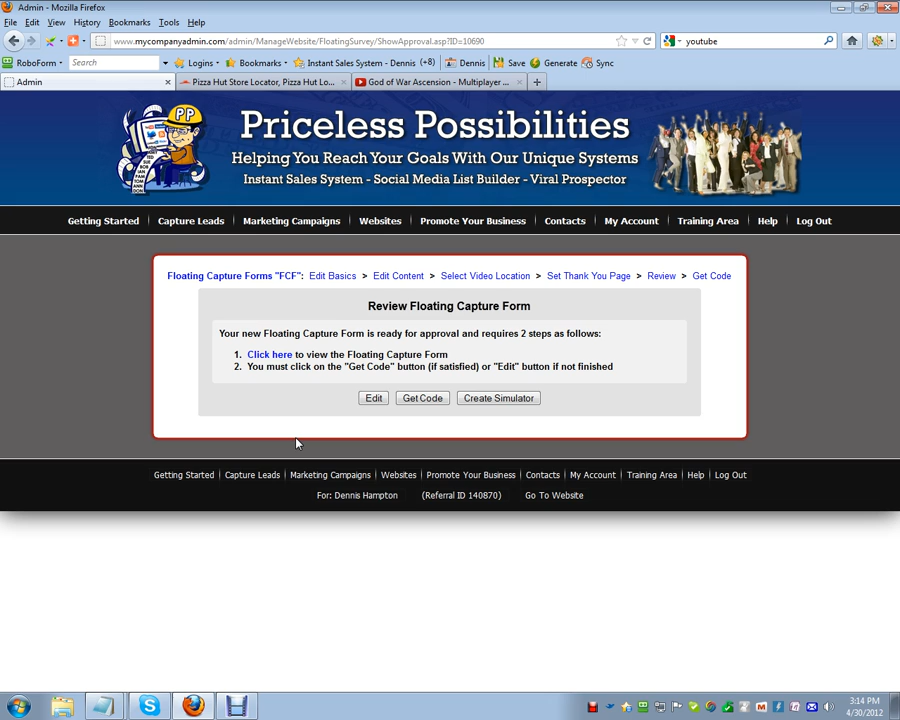 Admin - Mozilla Firefox
File Edit View History Bookmarks Tools Help
www.mycompanyadmin.com/admin/ManageWebsite/FloatingSurvey/ShowApproval.asp?ID=10690
youtube
RoboForm Search Logins Bookmarks Instant Sales System - Dennis (+8) Dennis Save Generate Sync
Admin Pizza Hut Store Locator, Pizza Hut Lo... God of War Ascension - Multiplayer ...
PP
Priceless Possibilities
Helping You Reach Your Goals With Our Unique Systems
Instant Sales System - Social Media List Builder - Viral Prospector
Getting Started Capture Leads Marketing Campaigns Websites Promote Your Business Contacts My Account Training Area Help Log Out
Floating Capture Forms "FCF": Edit Basics > Edit Content > Select Video Location > Set Thank You Page > Review > Get Code
Review Floating Capture Form
Your new Floating Capture Form is ready for approval and requires 2 steps as follows:
1. Click here to view the Floating Capture Form
2. You must click on the "Get Code" button (if satisfied) or "Edit" button if not finished
Edit Get Code Create Simulator
Getting Started Capture Leads Marketing Campaigns Websites Promote Your Business Contacts My Account Training Area Help Log Out
For: Dennis Hampton (Referral ID 140870) Go To Website
3:14 PM
4/30/2012